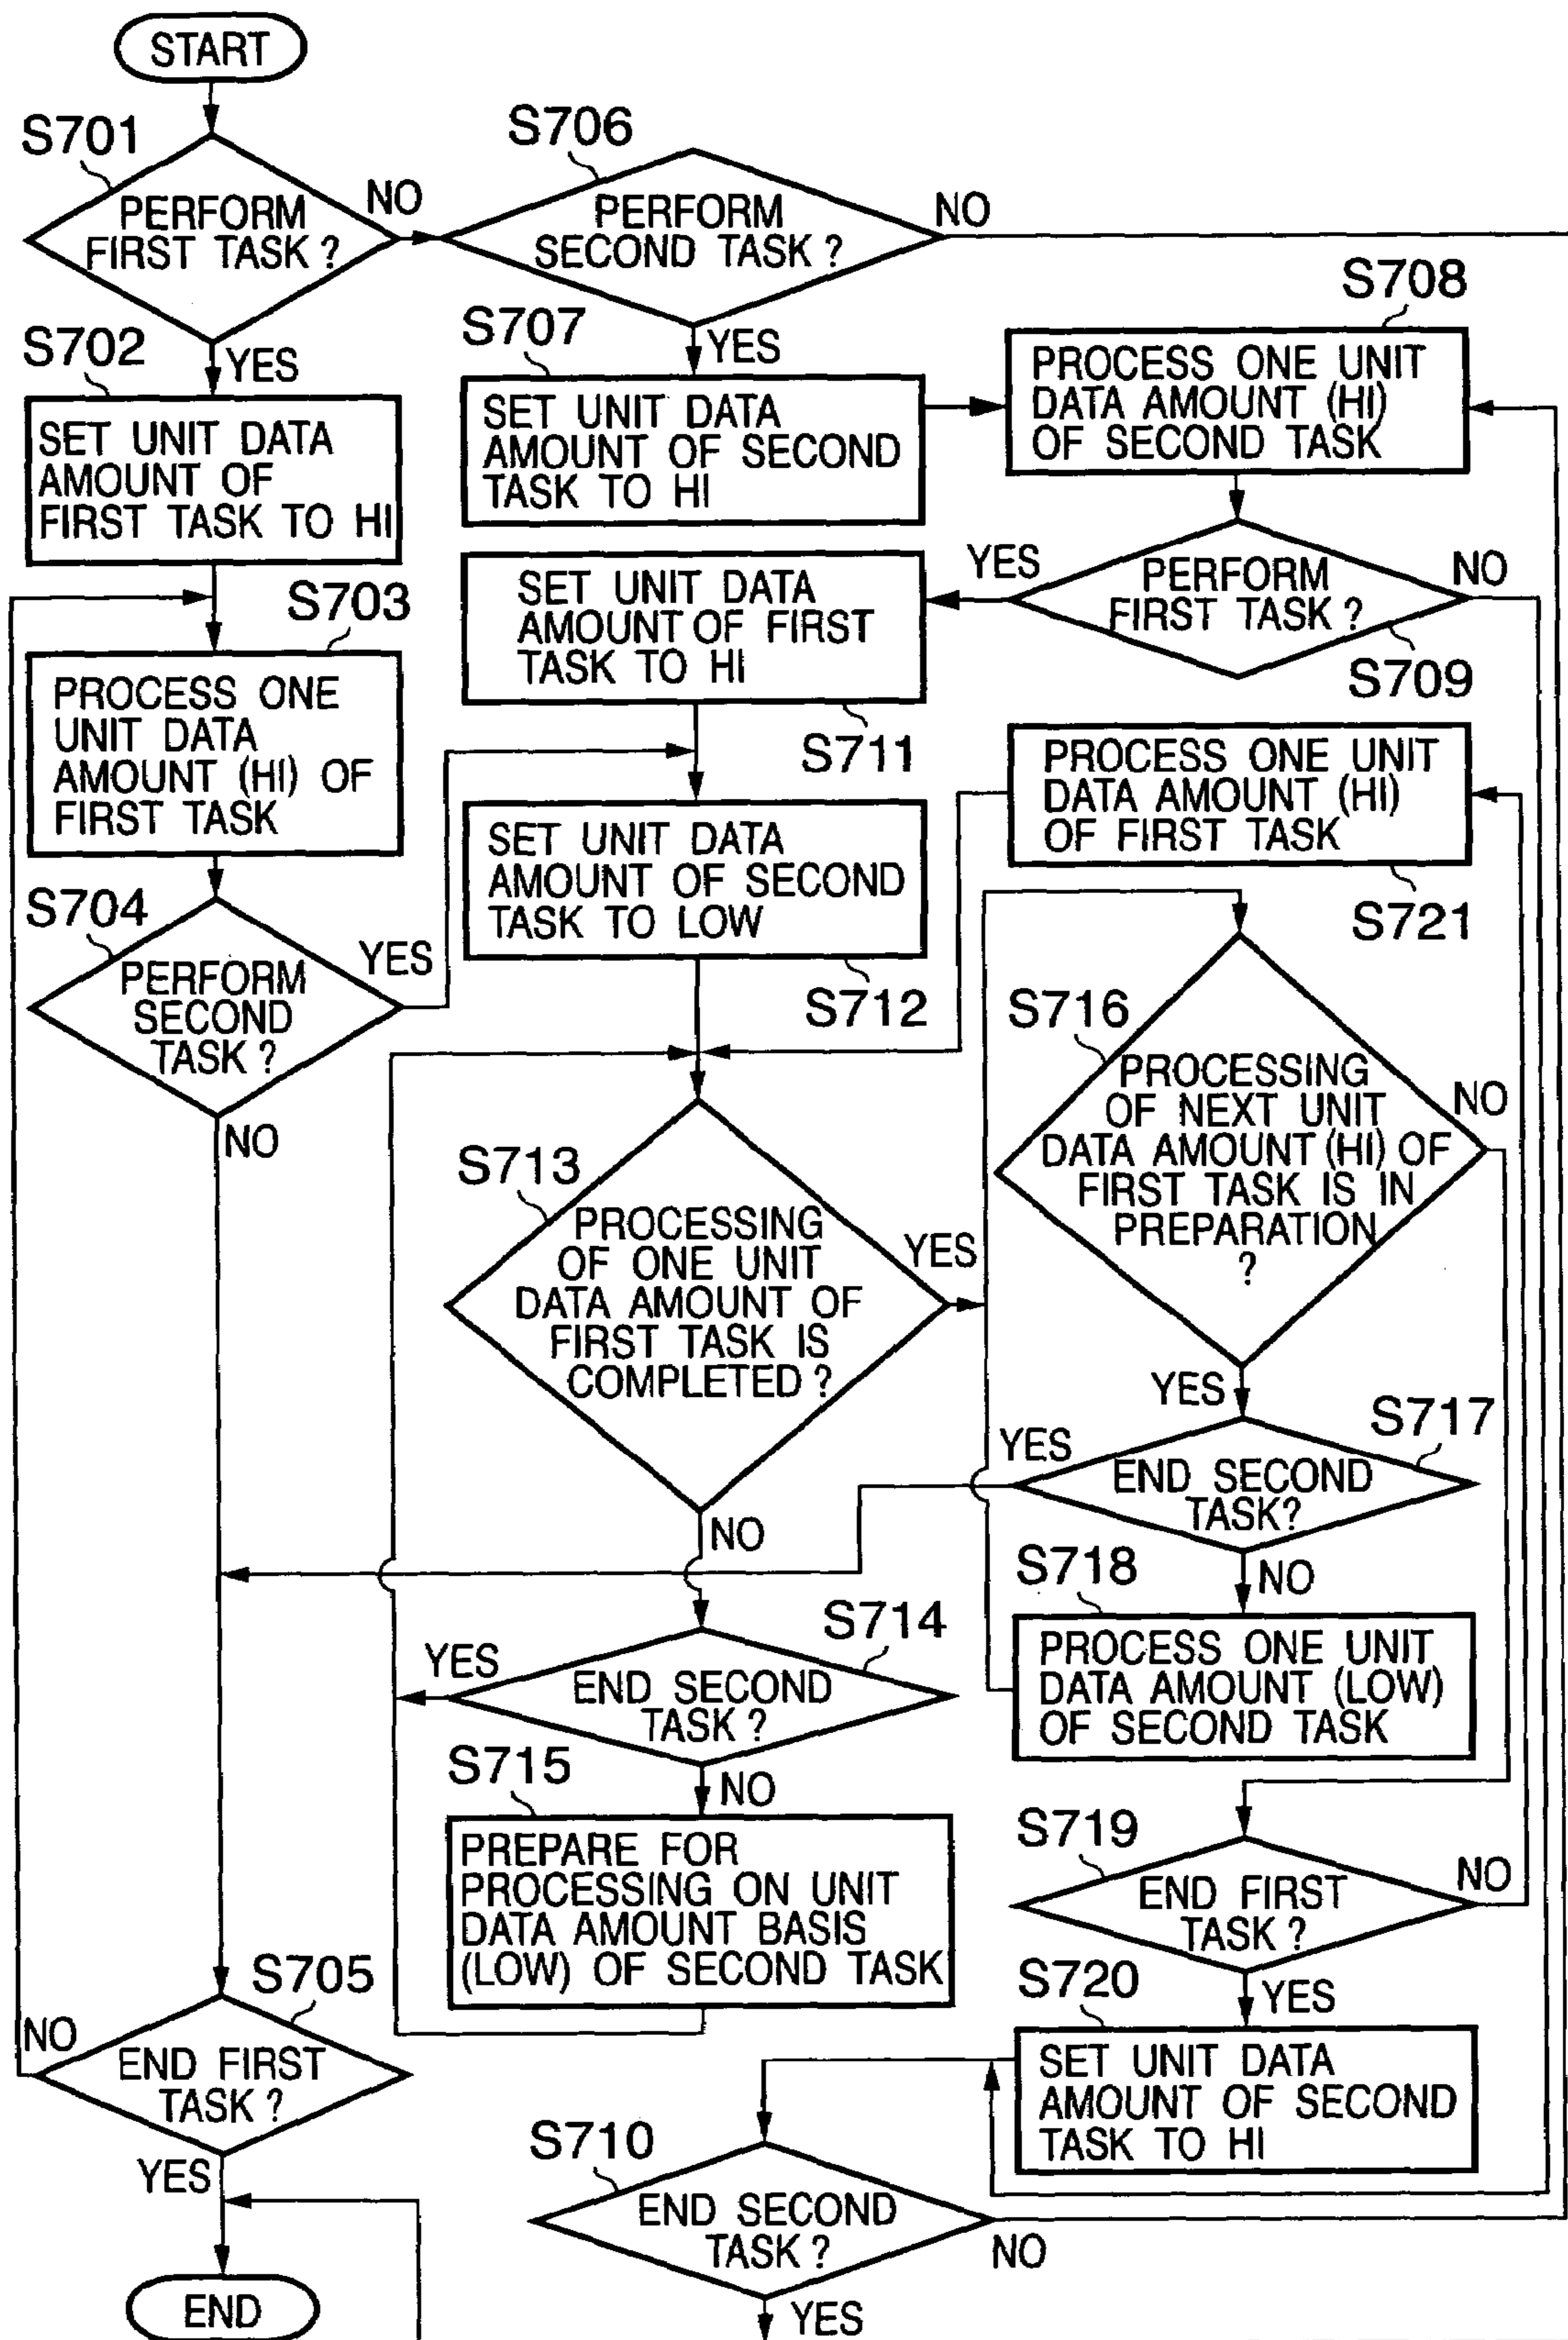 START
S701
PERFORM
FIRST TASK ?
NO
YES
S706
PERFORM
SECOND TASK ?
NO
YES
S702
SET UNIT DATA
AMOUNT OF
FIRST TASK TO HI
S707
SET UNIT DATA
AMOUNT OF SECOND
TASK TO HI
S708
PROCESS ONE UNIT
DATA AMOUNT (HI)
OF SECOND TASK
S703
PROCESS ONE
UNIT DATA
AMOUNT (HI) OF
FIRST TASK
SET UNIT DATA
AMOUNT OF FIRST
TASK TO HI
S711
YES
PERFORM
FIRST TASK ?
NO
S709
S704
PERFORM
SECOND
TASK ?
YES
NO
SET UNIT DATA
AMOUNT OF SECOND
TASK TO LOW
S712
PROCESS ONE UNIT
DATA AMOUNT (HI)
OF FIRST TASK
S721
S713
PROCESSING
OF ONE UNIT
DATA AMOUNT OF
FIRST TASK IS
COMPLETED ?
YES
NO
S716
PROCESSING
OF NEXT UNIT
DATA AMOUNT (HI) OF
FIRST TASK IS IN
PREPARATION
?
NO
YES
S717
YES
END SECOND
TASK?
NO
S718
PROCESS ONE UNIT
DATA AMOUNT (LOW)
OF SECOND TASK
S714
YES
END SECOND
TASK ?
NO
S715
PREPARE FOR
PROCESSING ON UNIT
DATA AMOUNT BASIS
(LOW) OF SECOND TASK
S719
END FIRST
TASK ?
NO
YES
S705
NO
END FIRST
TASK ?
YES
S720
SET UNIT DATA
AMOUNT OF SECOND
TASK TO HI
S710
END SECOND
TASK ?
NO
YES
END